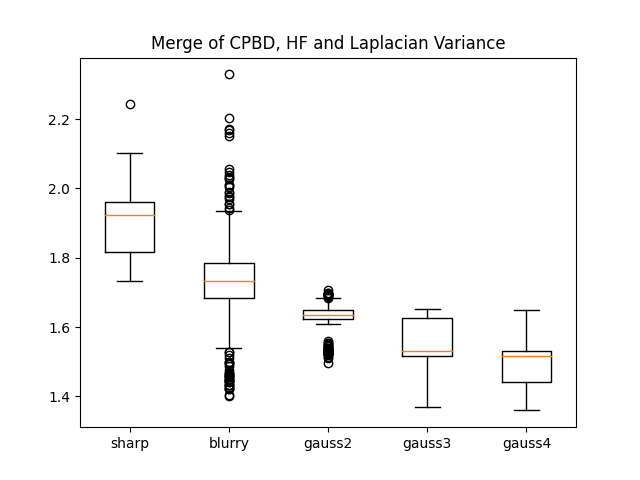 Merge of CPBD, HF and Laplacian Variance
2.2
2.0
1.8
1.6
1.4
sharp blurry gauss2 gauss3 gauss4